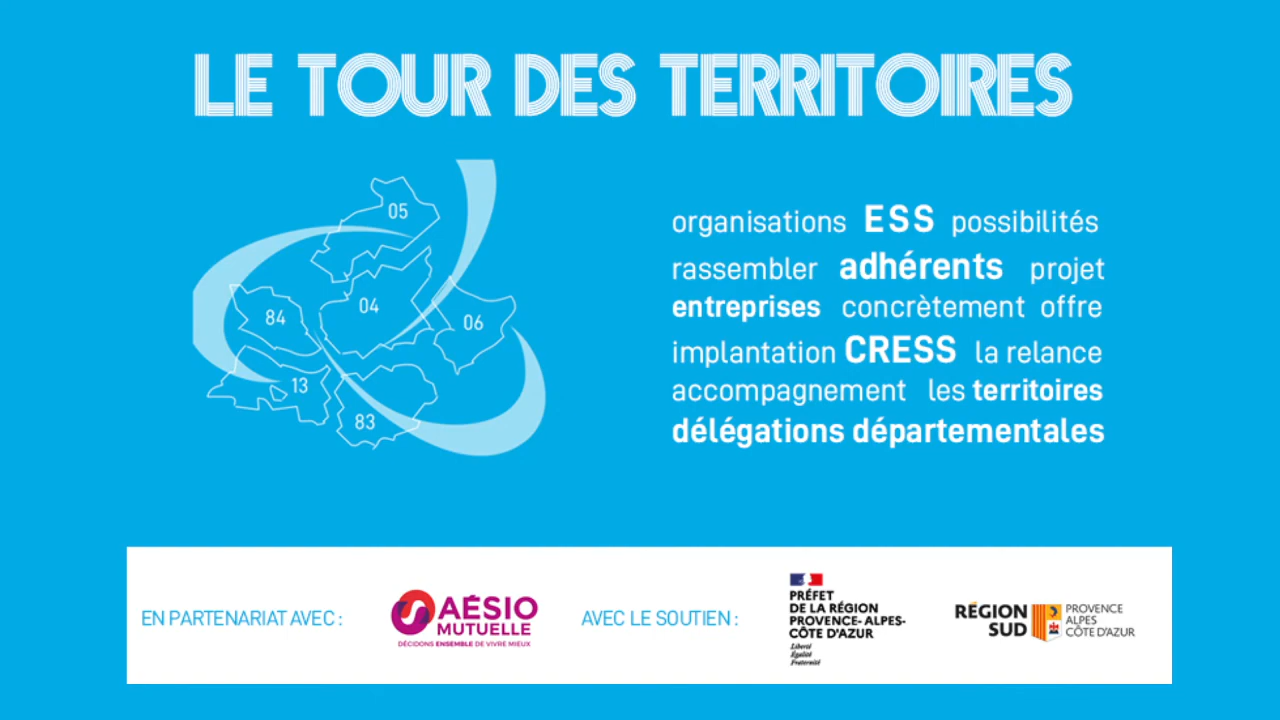 LE TOUR DES TERRITOIRES
05
04
84
06
13
83
organisations ESS possibilités
rassembler adhérents projet
entreprises concrètement offre
implantation CRESS la relance
accompagnement les territoires
délégations départementales
EN PARTENARIAT AVEC :
AÉSIO
MUTUELLE
DÉCIDONS ENSEMBLE DE VIVRE MIEUX
AVEC LE SOUTIEN :
PRÉFET
DE LA RÉGION
PROVENCE- ALPES-
CÔTE D'AZUR
Liberté
Égalité
Fraternité
RÉGION
SUD
PROVENCE
ALPES
CÔTE D'AZUR